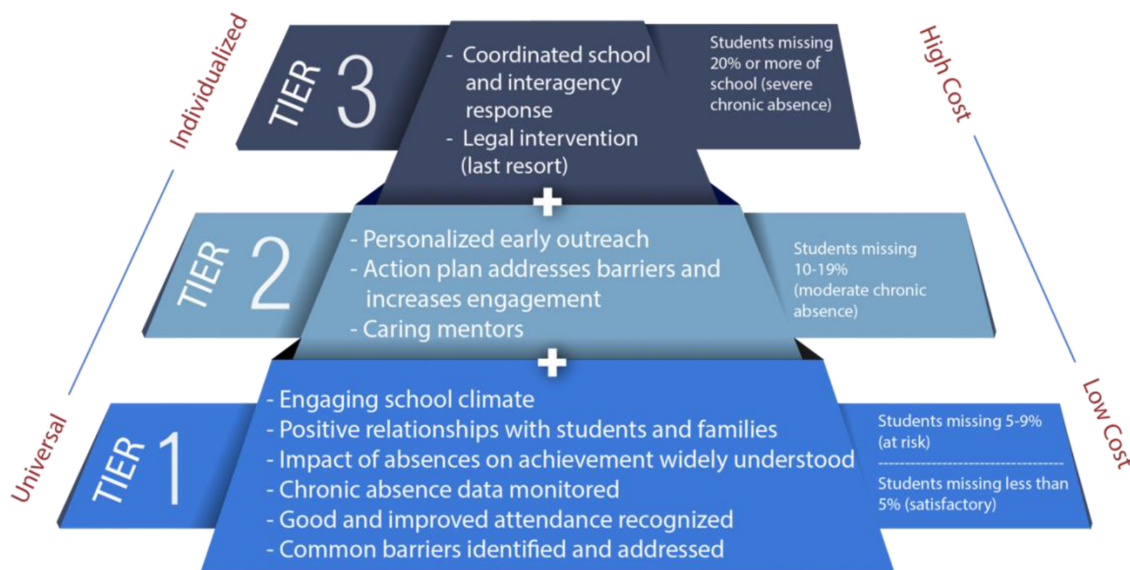 Individualized
High Cost
TIER 3
- Coordinated school
and interagency
response
- Legal intervention
(last resort)
Students missing
20% or more of
school (severe
chronic absence)
+
TIER 2
- Personalized early outreach
- Action plan addresses barriers and
increases engagement
- Caring mentors
Students missing
10-19%
(moderate chronic
absence)
+
Universal
Low Cost
TIER 1
- Engaging school climate
- Positive relationships with students and families
- Impact of absences on achievement widely understood
- Chronic absence data monitored
- Good and improved attendance recognized
- Common barriers identified and addressed
Students missing 5-9%
(at risk)
Students missing less than
5% (satisfactory)